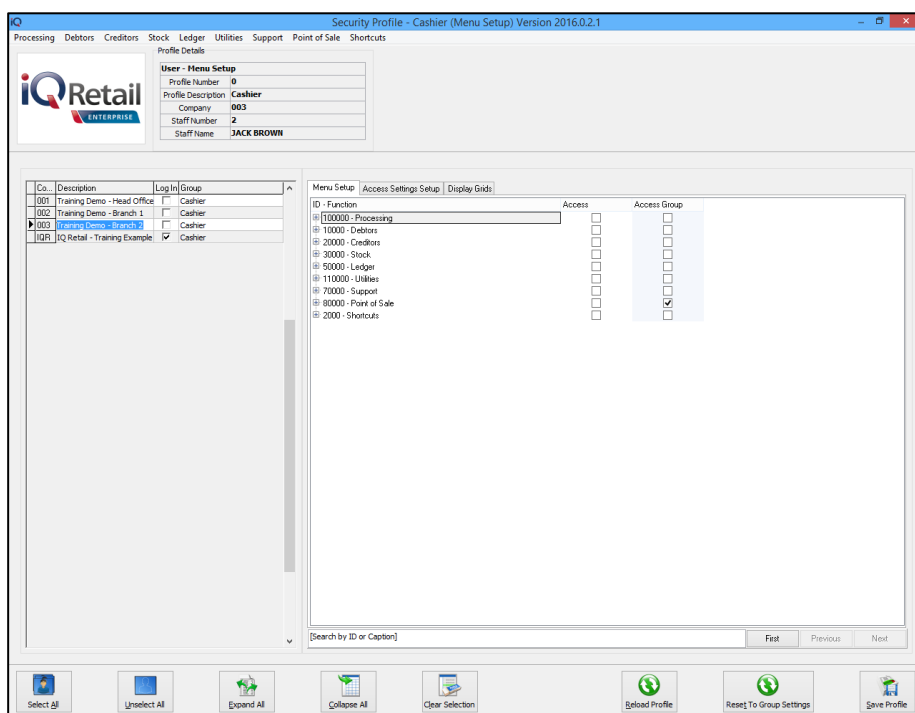 iQ
Security Profile - Cashier (Menu Setup) Version 2016.0.2.1
Processing Debtors Creditors Stock Ledger Utilities Support Point of Sale Shortcuts
Profile Details
iQRetail
ENTERPRISE
User - Menu Setup
Profile Number 0
Profile Description Cashier
Company 003
Staff Number 2
Staff Name JACK BROWN
Co... Description Log In Group
001 Training Demo - Head Office Cashier
002 Training Demo - Branch 1 Cashier
003 Training Demo - Branch 2 Cashier
IQR IQ Retail - Training Example Cashier
Menu Setup Access Settings Setup Display Grids
ID - Function Access Access Group
100000 - Processing
10000 - Debtors
20000 - Creditors
30000 - Stock
50000 - Ledger
110000 - Utilities
70000 - Support
80000 - Point of Sale
2000 - Shortcuts
[Search by ID or Caption] First Previous Next
Select All Unselect All Expand All Collapse All Clear Selection Reload Profile Reset To Group Settings Save Profile